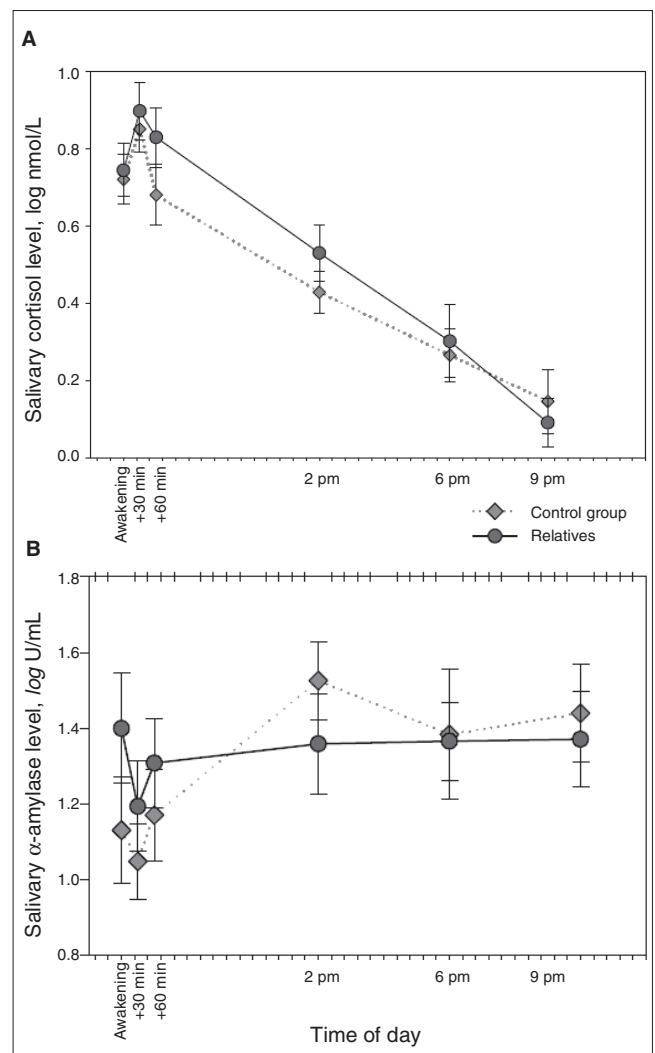 A
Salivary cortisol level, log nmol/L
1.0
0.8
0.6
0.4
0.2
0.0
Awakening
+30 min
+60 min
2 pm
6 pm
9 pm
Control group
Relatives
B
Salivary α-amylase level, log U/mL
1.8
1.6
1.4
1.2
1.0
0.8
Awakening
+30 min
+60 min
2 pm
6 pm
9 pm
Time of day